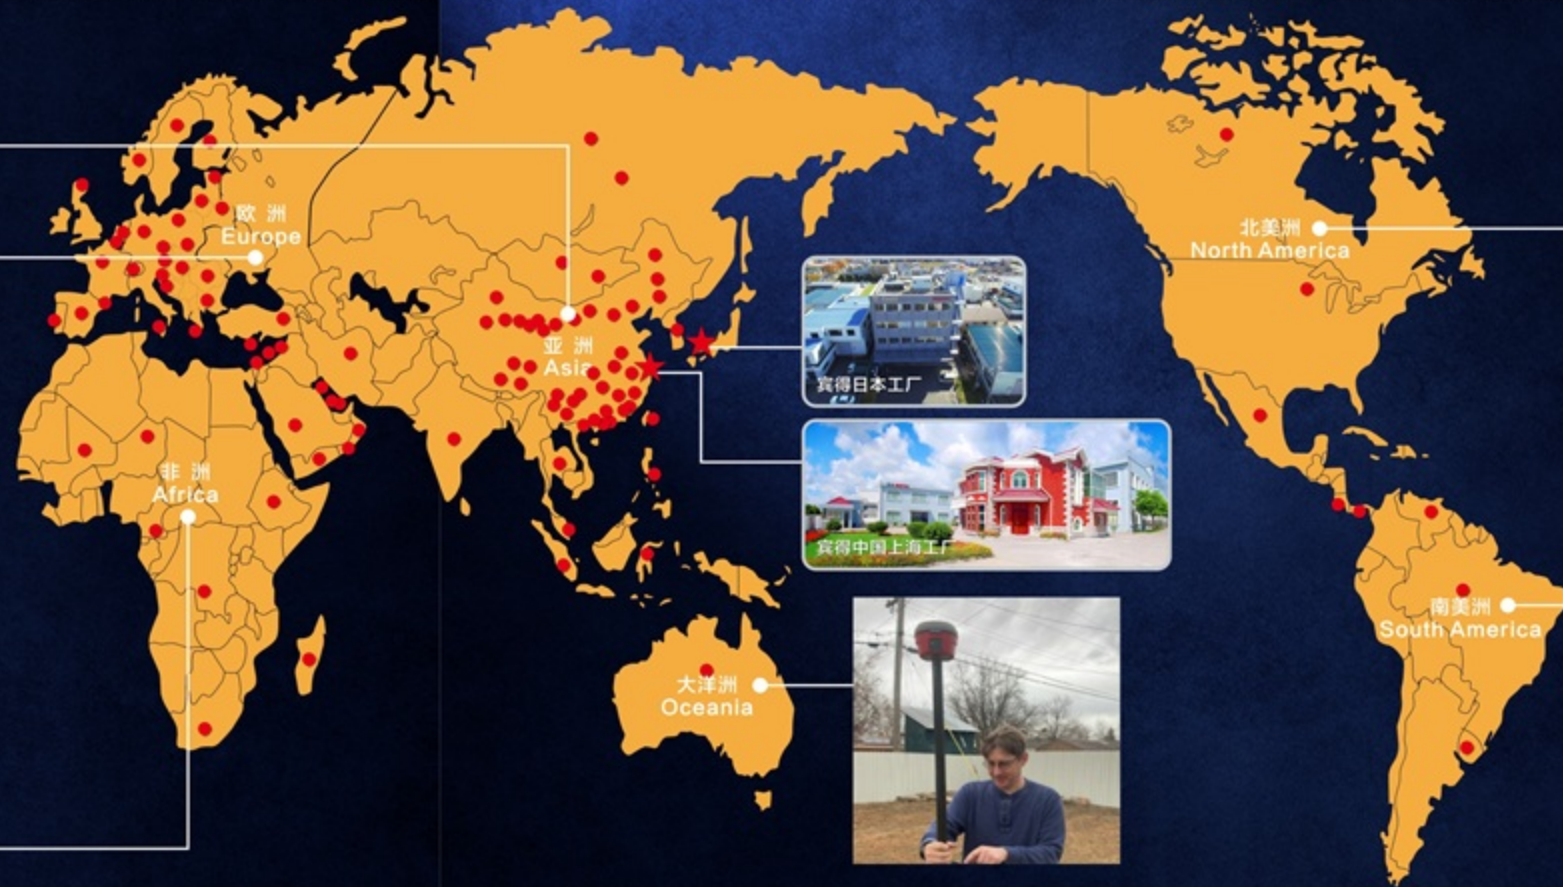 欧 洲
Europe
北美洲
North America
亚 洲
Asia
宾得日本工厂
非 洲
Africa
宾得中国上海工厂
南美洲
South America
大洋洲
Oceania